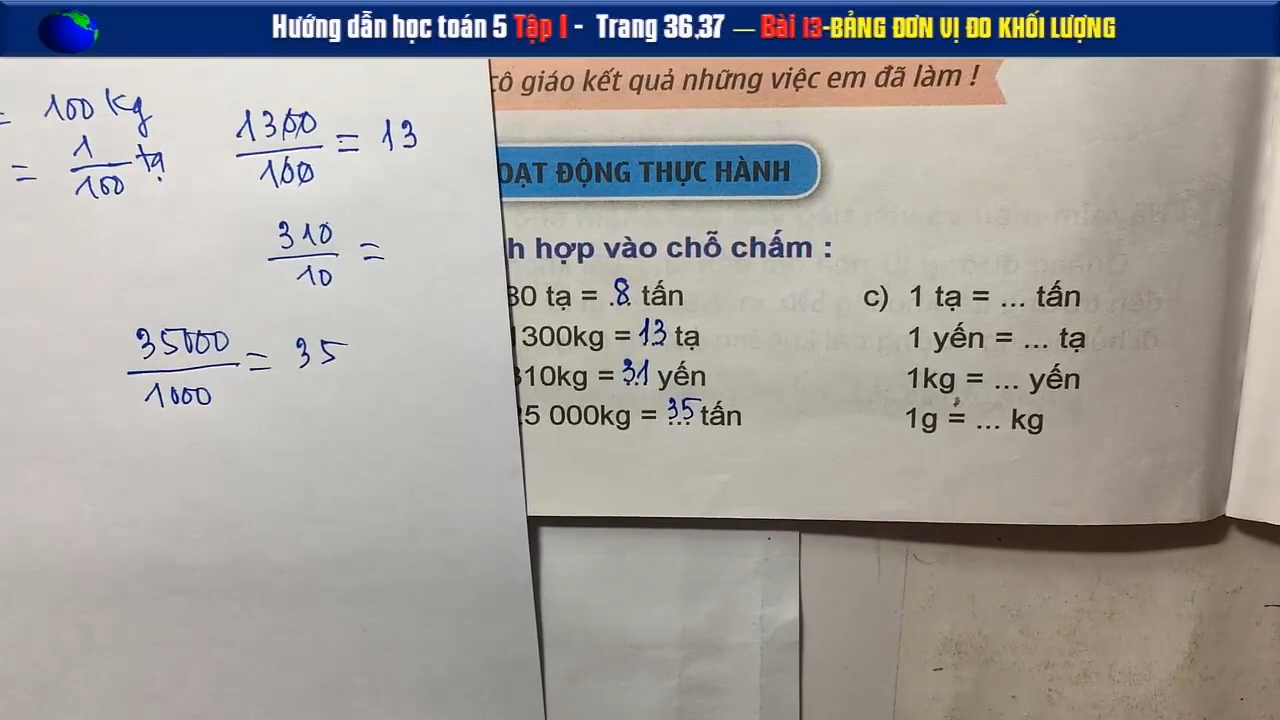 Hướng dẫn học toán 5 Tập 1 - Trang 36,37 — Bài 13-BẢNG ĐƠN VỊ ĐO KHỐI LƯỢNG
cô giáo kết quả những việc em đã làm !
= 100 kg
= 1/100 tạ
1300/100 = 13
310/10 =
35000/1000 = 35
OẠT ĐỘNG THỰC HÀNH
h hợp vào chỗ chấm :
80 tạ = .8. tấn
1300kg = 13 tạ
310kg = 31 yến
5 000kg = 35 tấn
c) 1 tạ = ... tấn
1 yến = ... tạ
1kg = ... yến
1g = ... kg